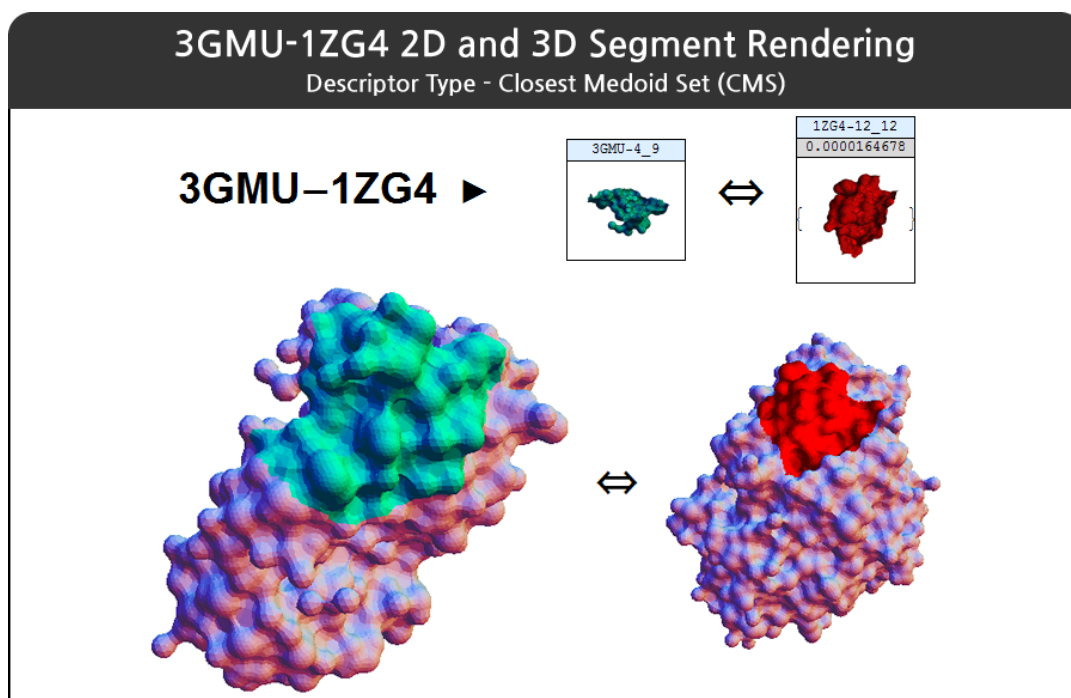 3GMU-1ZG4 2D and 3D Segment Rendering
Descriptor Type - Closest Medoid Set (CMS)
3GMU–1ZG4 ►
3GMU-4_9
⇔
1ZG4-12_12
0.0000164678
{ }
⇔